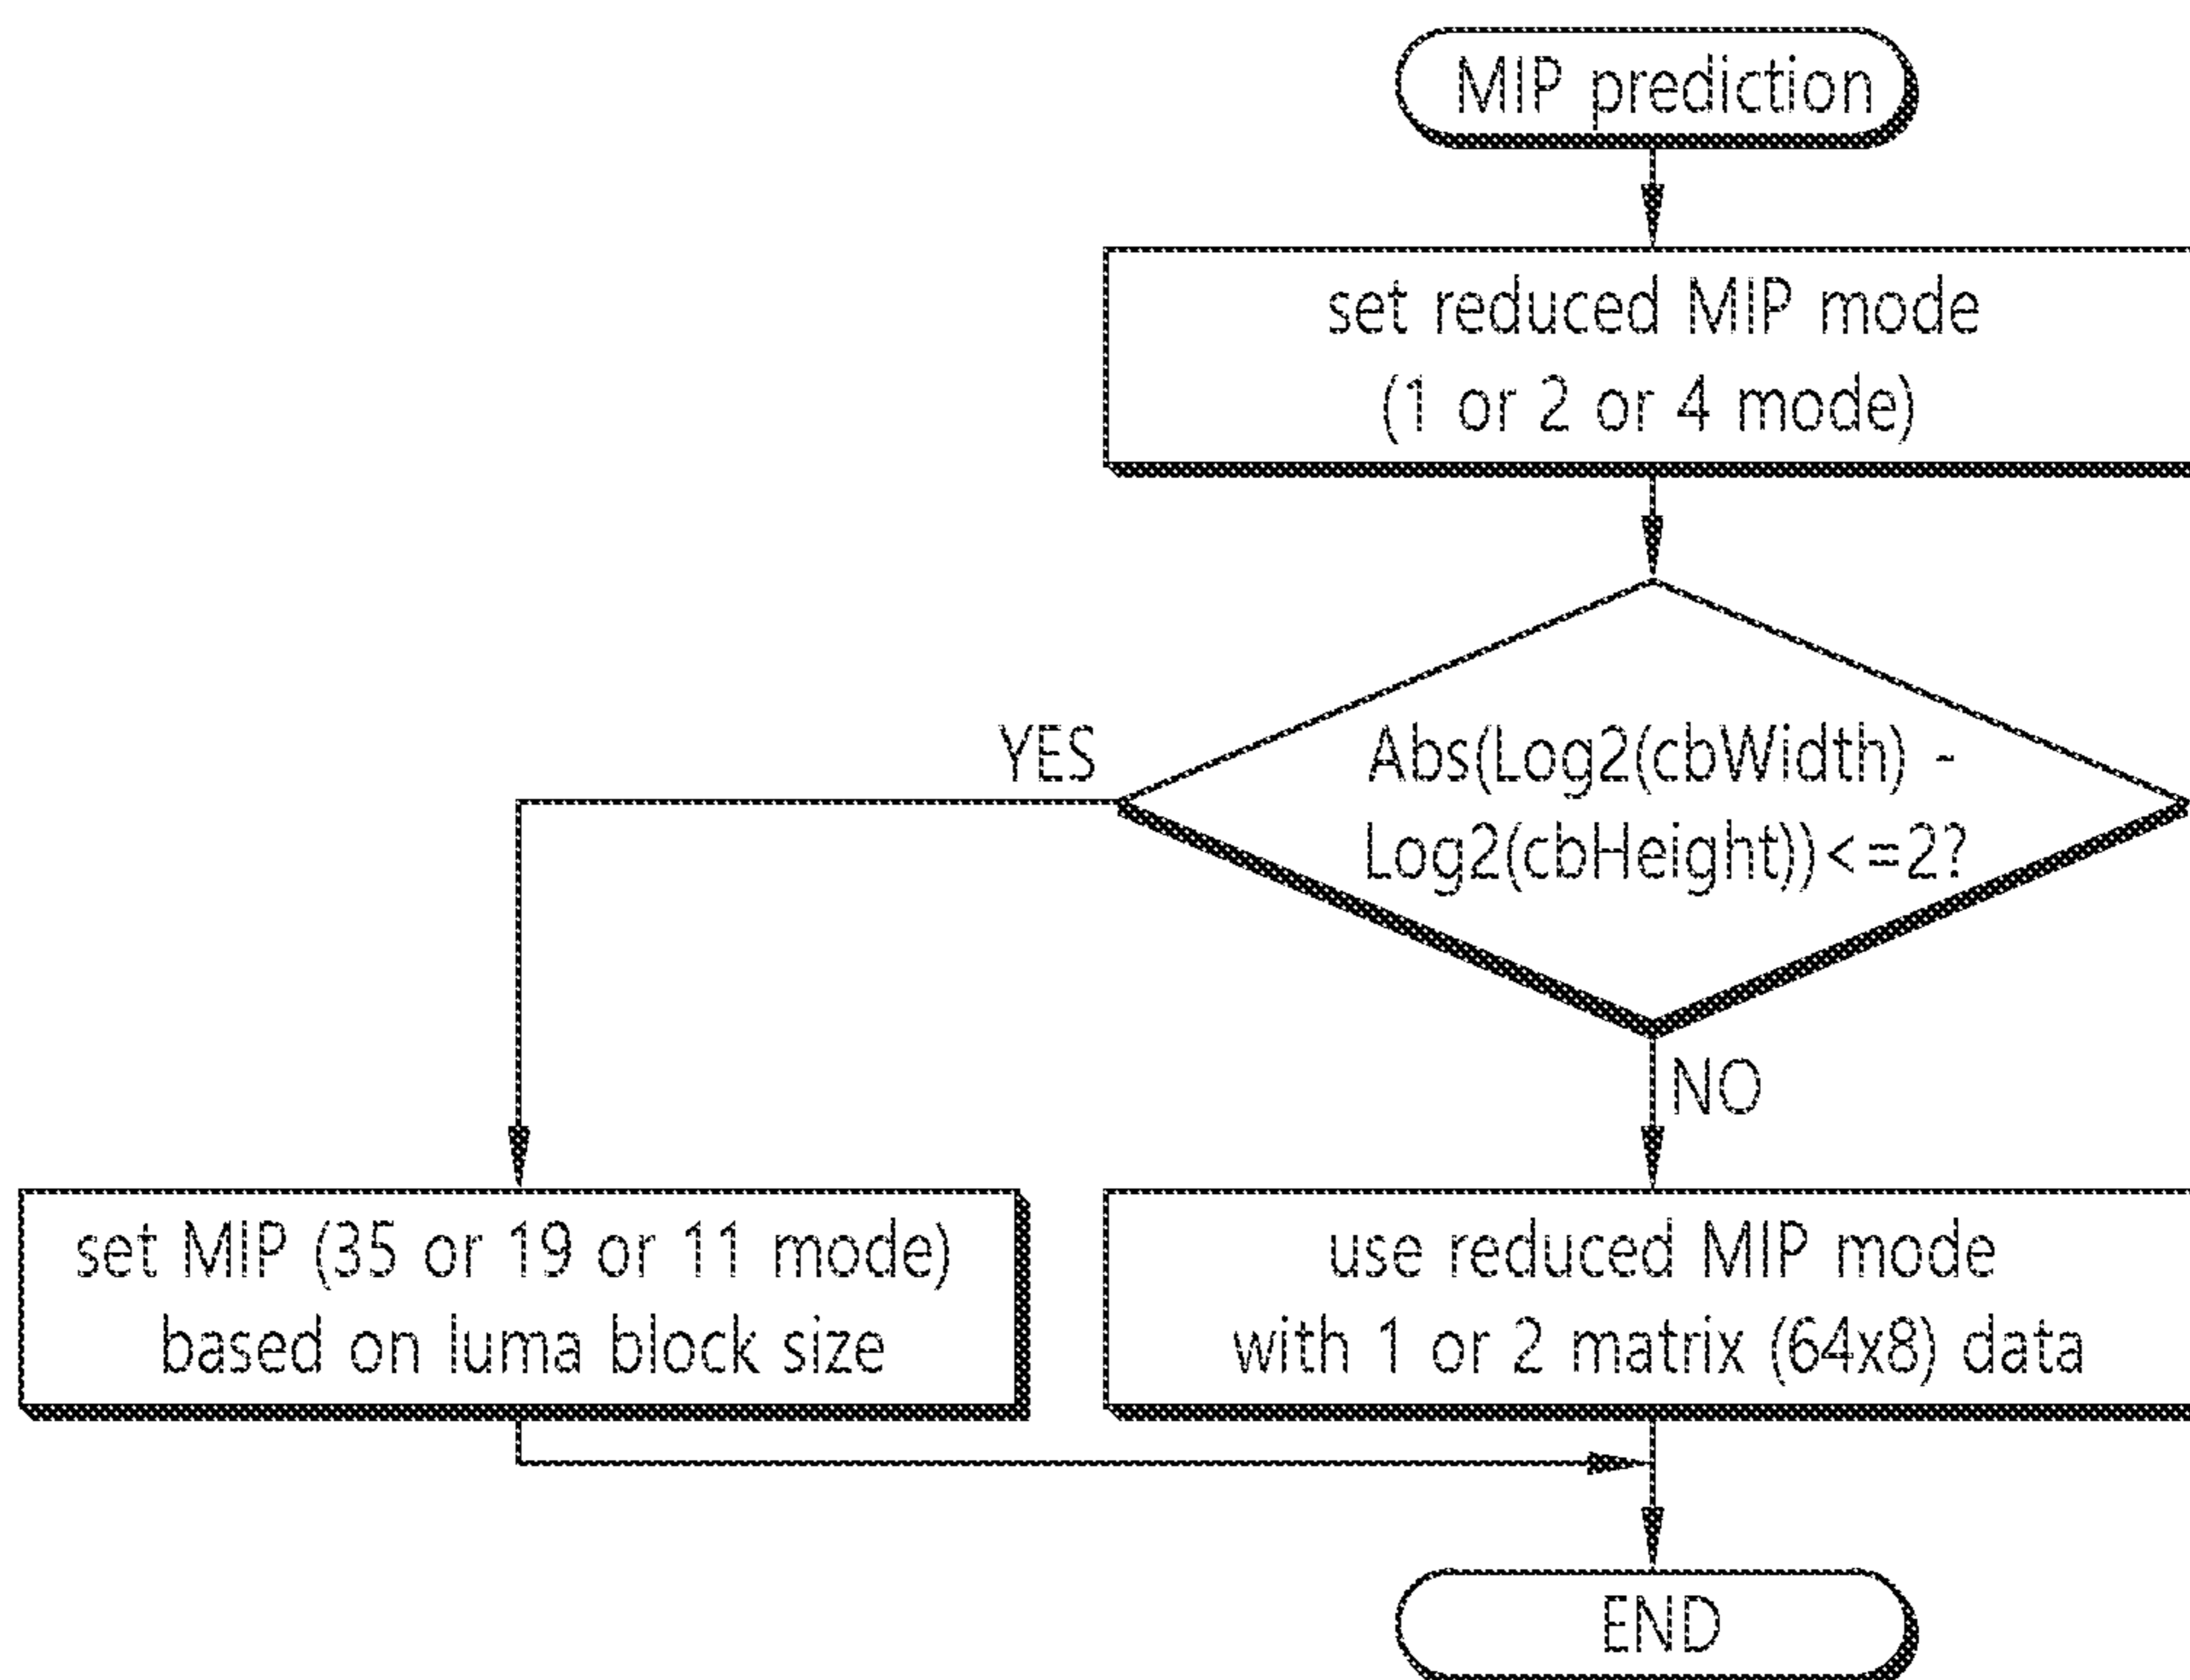 MIP prediction
set reduced MIP mode
(1 or 2 or 4 mode)
YES
Abs(Log2(cbWidth) -
Log2(cbHeight))<=2?
NO
set MIP (35 or 19 or 11 mode)
based on luma block size
use reduced MIP mode
with 1 or 2 matrix (64x8) data
END